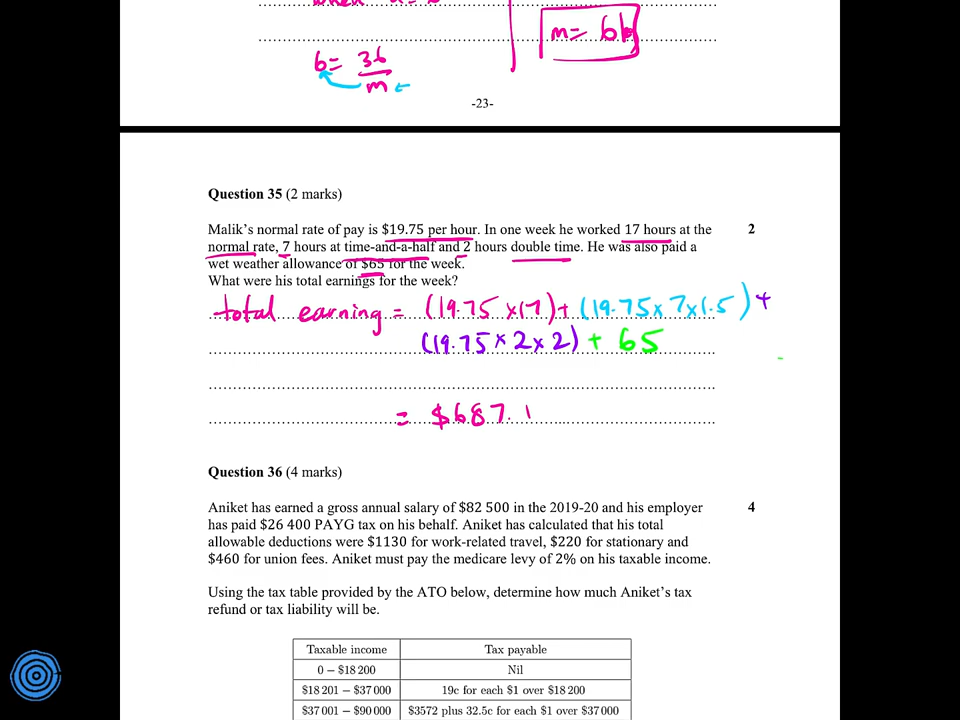 b= 36
m
m= 6b
-23-
Question 35 (2 marks)
Malik's normal rate of pay is $19.75 per hour. In one week he worked 17 hours at the 2
normal rate, 7 hours at time-and-a-half and 2 hours double time. He was also paid a
wet weather allowance of $65 for the week.
What were his total earnings for the week?
total earning = (19.75 x 17) + (19.75 x 7 x 1.5) +
(19.75 x 2 x 2) + 65
= $687. 1
Question 36 (4 marks)
Aniket has earned a gross annual salary of $82 500 in the 2019-20 and his employer 4
has paid $26 400 PAYG tax on his behalf. Aniket has calculated that his total
allowable deductions were $1130 for work-related travel, $220 for stationary and
$460 for union fees. Aniket must pay the medicare levy of 2% on his taxable income.
Using the tax table provided by the ATO below, determine how much Aniket's tax
refund or tax liability will be.
Taxable income Tax payable
0 – $18 200 Nil
$18 201 – $37 000 19c for each $1 over $18 200
$37 001 – $90 000 $3572 plus 32.5c for each $1 over $37 000